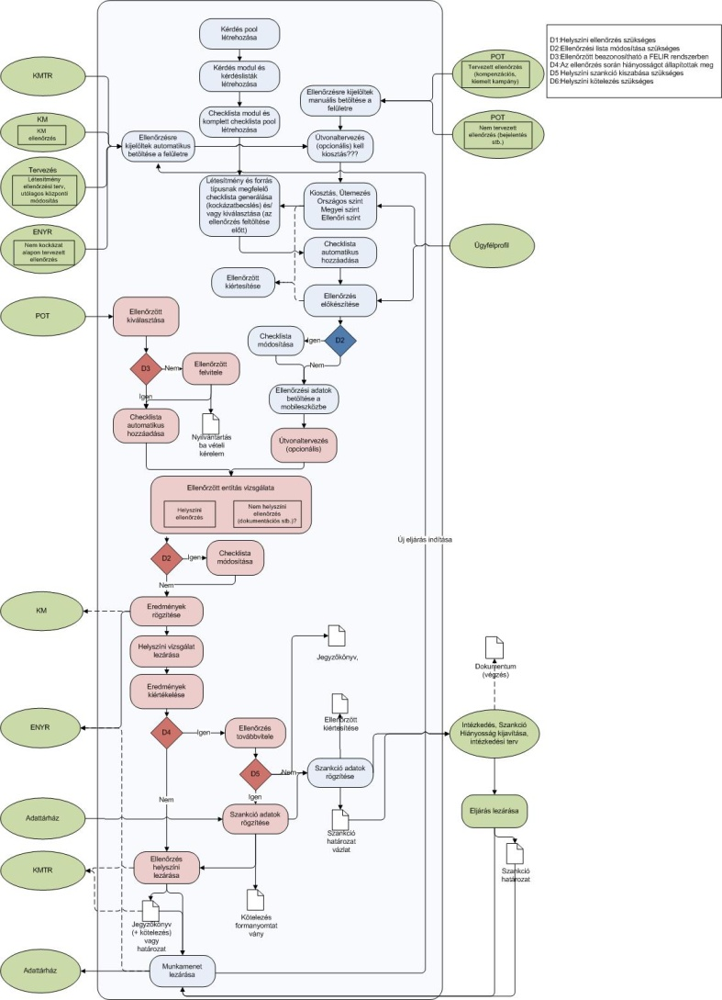 Kérdés pool
létrehozása
KMTR
Kérdés modul és
kérdéslisták
létrehozása
POT
Tervezett ellenőrzés
(kompenzációs,
kiemelt kampány)
D1:Helyszíni ellenőrzés szükséges
D2:Ellenőrzési lista módosítása szükséges
D3:Ellenőrzött beazonosítható a FELIR rendszerben
D4:Az ellenőrzés során hiányosságot állapítottak meg
D5:Helyszíni szankció kiszabása szükséges
D6:Helyszíni kötelezés szükséges
Ellenőrzésre kijelöltek
manuális betöltése a
felületre
Checklista modul és
komplett checklista pool
létrehozása
KM
KM
ellenőrzés
POT
Nem tervezett
ellenőrzés (bejelentés
stb.)
Ellenőrzésre
kijelöltek automatikus
betöltése a felületre
Útvonaltervezés
(opcionális) kell
kiosztás???
Tervezés
Létesítmény
ellenőrzési terv,
utólagos központi
módosítás
Létesítmény és forrás
típusnak megfelelő
checklista generálása
(kockázatbecslés) és/
vagy kiválasztása (az
ellenőrzés feltöltése
előtt)
Kiosztás, Ütemezés
Országos szint
Megyei szint
Ellenőri szint
ENYR
Nem kockázat
alapon tervezett
ellenőrzés
Checklista
automatikus
hozzáadása
Ügyfélprofil
Ellenőrzött
kiértesítése
Ellenőrzés
előkészítése
POT
Ellenőrzött
kiválasztása
Checklista
módosítása
Igen
D2
Nem
D3
Nem
Ellenőrzött
felvitele
Igen
Ellenőrzési adatok
betöltése a
mobileszközbe
Checklista
automatikus
hozzáadása
Nyilvántartás
ba vételi
kérelem
Útvonaltervezés
(opcionális)
Ellenőrzött entitás vizsgálata
Helyszíni
ellenőrzés
Nem helyszíni
ellenőrzés
(dokumentációs stb.)?
Új eljárás indítása
D2
Igen
Checklista
módosítása
Nem
KM
Eredmények
rögzítése
Helyszíni vizsgálat
lezárása
Jegyzőkönyv,
Dokumentum
(végzés)
Eredmények
kiértékelése
ENYR
D4
Igen
Ellenőrzés
továbbvitele
Ellenőrzött
kiértesítése
Intézkedés, Szankció
Hiányosság kijavítása,
intézkedési terv
D5
Nem
Szankció adatok
rögzítése
Igen
Nem
Adattárház
Szankció adatok
rögzítése
Eljárás lezárása
Szankció
határozat
vázlat
KMTR
Ellenőrzés
helyszíni
lezárása
Szankció
határozat
Kötelezés
formanyomtat
vány
Jegyzőkönyv
(+ kötelezés)
vagy
határozat
Adattárház
Munkamenet
lezárása